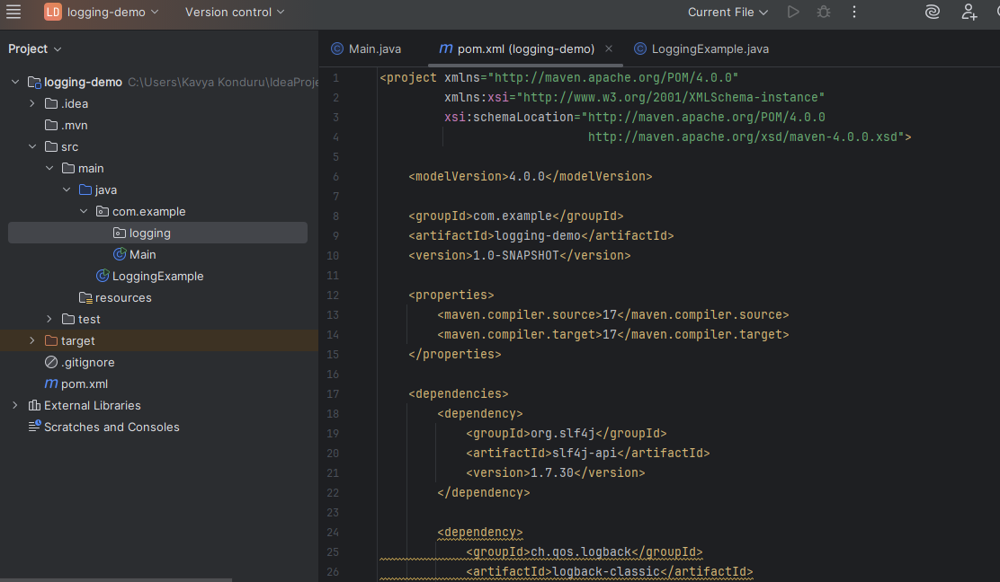 LD logging-demo Version control Current File
Project
Main.java
pom.xml (logging-demo)
LoggingExample.java
logging-demo C:\Users\Kavya Konduru\IdeaProje
.idea
.mvn
src
main
java
com.example
logging
Main
LoggingExample
resources
test
target
.gitignore
pom.xml
External Libraries
Scratches and Consoles
1 <project xmlns="http://maven.apache.org/POM/4.0.0"
2 xmlns:xsi="http://www.w3.org/2001/XMLSchema-instance"
3 xsi:schemaLocation="http://maven.apache.org/POM/4.0.0
4 http://maven.apache.org/xsd/maven-4.0.0.xsd">
5
6 <modelVersion>4.0.0</modelVersion>
7
8 <groupId>com.example</groupId>
9 <artifactId>logging-demo</artifactId>
10 <version>1.0-SNAPSHOT</version>
11
12 <properties>
13 <maven.compiler.source>17</maven.compiler.source>
14 <maven.compiler.target>17</maven.compiler.target>
15 </properties>
16
17 <dependencies>
18 <dependency>
19 <groupId>org.slf4j</groupId>
20 <artifactId>slf4j-api</artifactId>
21 <version>1.7.30</version>
22 </dependency>
23
24 <dependency>
25 <groupId>ch.qos.logback</groupId>
26 <artifactId>logback-classic</artifactId>